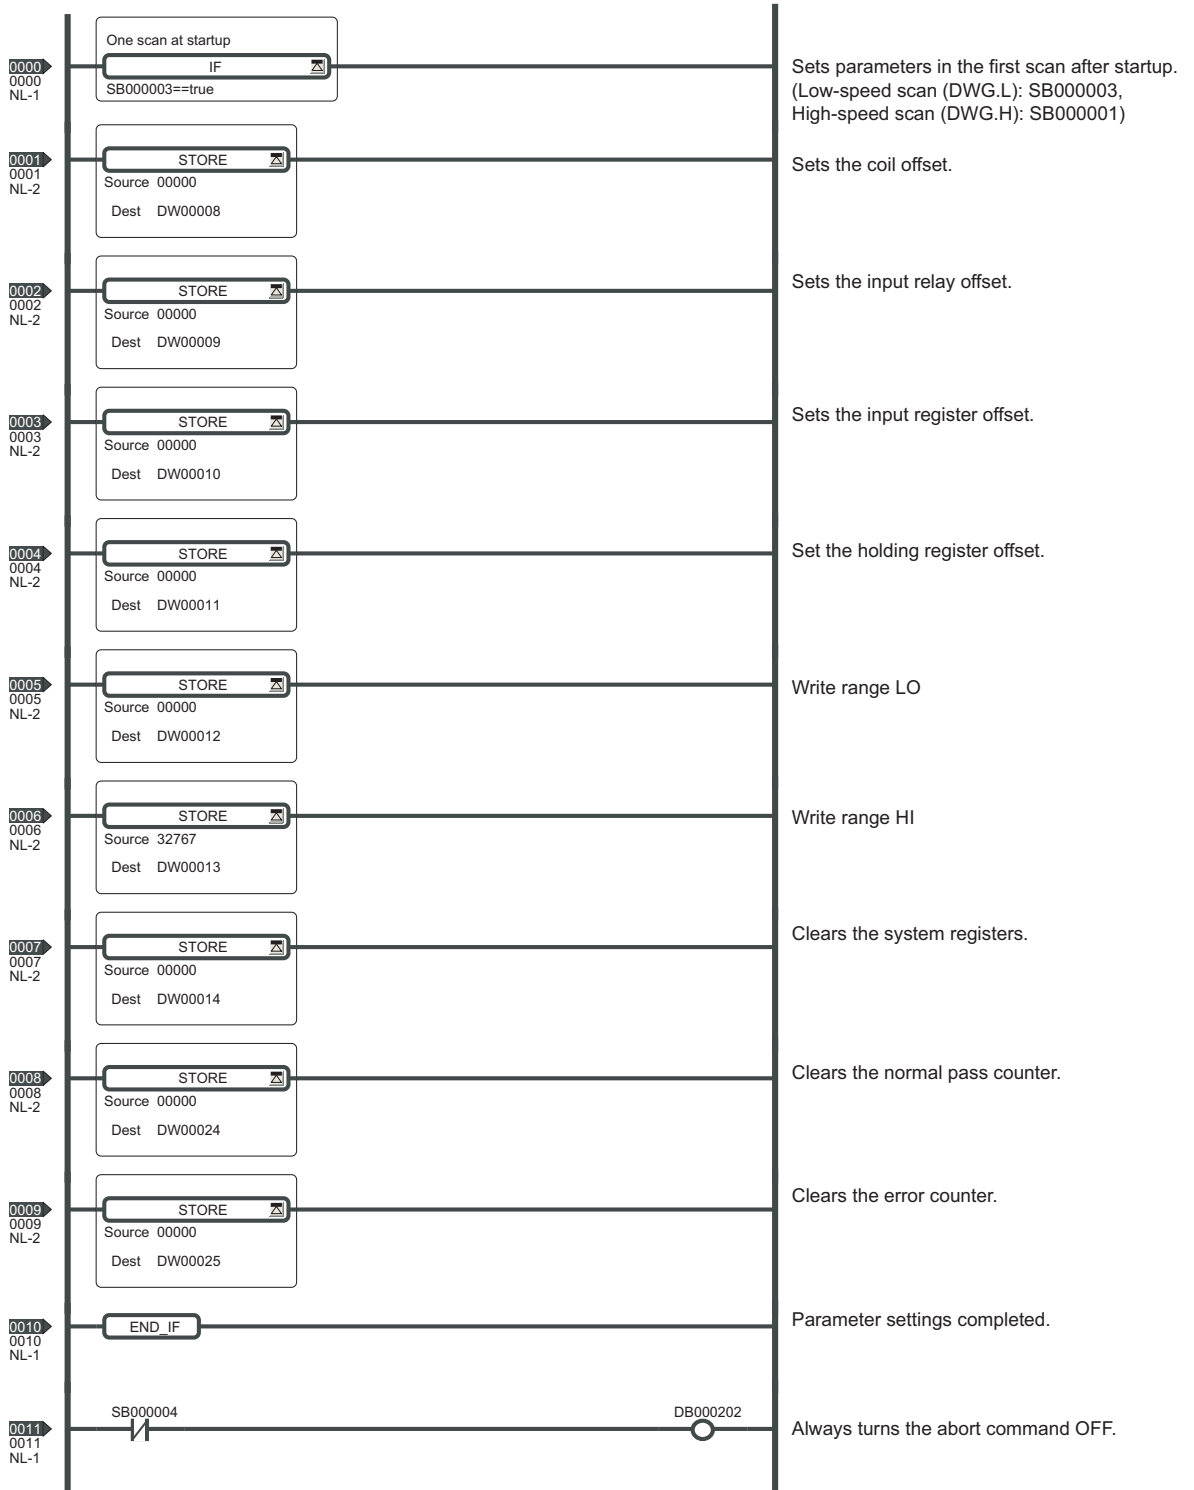 One scan at startup
0000
0000
NL-1
IF
SB000003==true
Sets parameters in the first scan after startup.
(Low-speed scan (DWG.L): SB000003,
High-speed scan (DWG.H): SB000001)
0001
0001
NL-2
STORE
Source 00000
Dest DW00008
Sets the coil offset.
0002
0002
NL-2
STORE
Source 00000
Dest DW00009
Sets the input relay offset.
0003
0003
NL-2
STORE
Source 00000
Dest DW00010
Sets the input register offset.
0004
0004
NL-2
STORE
Source 00000
Dest DW00011
Set the holding register offset.
0005
0005
NL-2
STORE
Source 00000
Dest DW00012
Write range LO
0006
0006
NL-2
STORE
Source 32767
Dest DW00013
Write range HI
0007
0007
NL-2
STORE
Source 00000
Dest DW00014
Clears the system registers.
0008
0008
NL-2
STORE
Source 00000
Dest DW00024
Clears the normal pass counter.
0009
0009
NL-2
STORE
Source 00000
Dest DW00025
Clears the error counter.
0010
0010
NL-1
END_IF
Parameter settings completed.
0011
0011
NL-1
SB000004
DB000202
Always turns the abort command OFF.